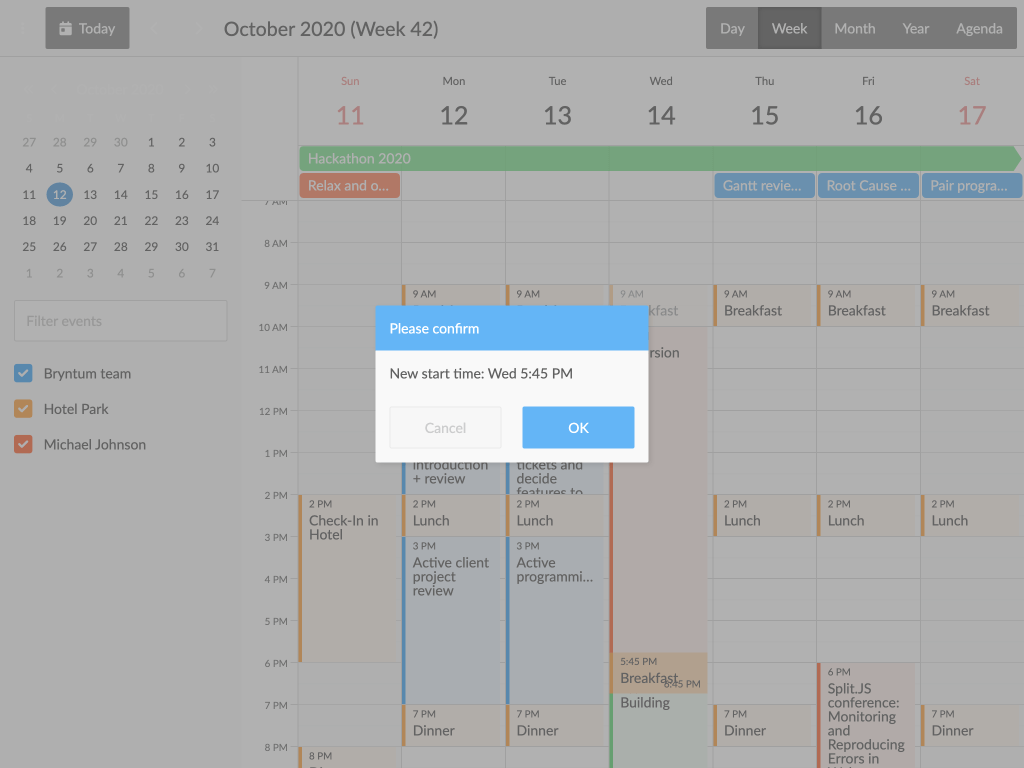 Today
October 2020 (Week 42)
Day
Week
Month
Year
Agenda
27 28 29 30 1 2 3
4 5 6 7 8 9 10
11 12 13 14 15 16 17
18 19 20 21 22 23 24
25 26 27 28 29 30 31
1 2 3 4 5 6 7
Filter events
Bryntum team
Hotel Park
Michael Johnson
Sun Mon Tue Wed Thu Fri Sat
11 12 13 14 15 16 17
Hackathon 2020
Relax and o...
Gantt revie...
Root Cause ...
Pair progra...
7 AM
8 AM
9 AM
10 AM
11 AM
12 PM
1 PM
2 PM
3 PM
4 PM
5 PM
6 PM
7 PM
8 PM
2 PM
Check-In in
Hotel
8 PM
9 AM
introduction
+ review
2 PM
Lunch
3 PM
Active client
project
review
7 PM
Dinner
9 AM
tickets and
decide
features to
2 PM
Lunch
3 PM
Active
programmi...
7 PM
Dinner
9 AM
kfast
rsion
5:45 PM
Breakfast
6:45 PM
Building
9 AM
Breakfast
2 PM
Lunch
7 PM
Dinner
9 AM
Breakfast
2 PM
Lunch
6 PM
Split.JS
conference:
Monitoring
and
Reproducing
Errors in
9 AM
Breakfast
2 PM
Lunch
7 PM
Dinner
Please confirm
New start time: Wed 5:45 PM
Cancel
OK